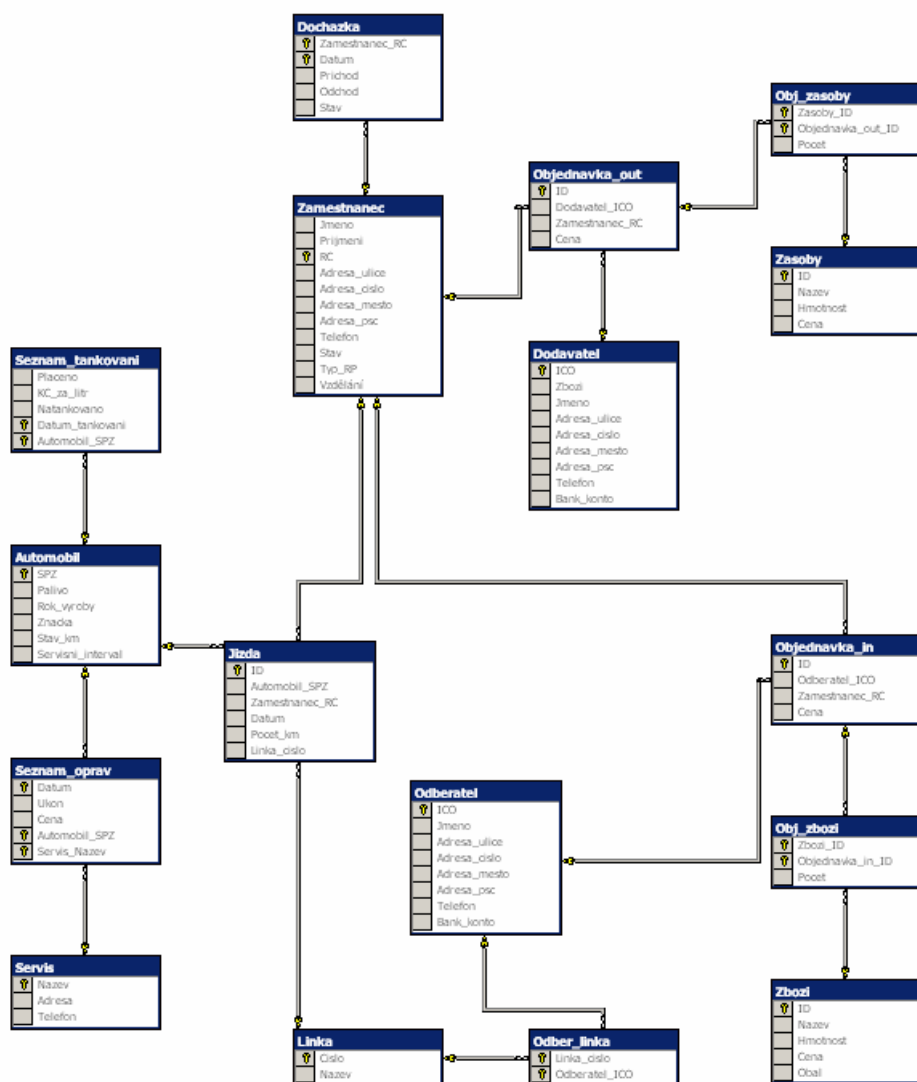 Dochazka
Zamestnanec_RC
Datum
Prichod
Odchod
Stav
Obj_zasoby
Zasoby_ID
Objednavka_out_ID
Pocet
Objednavka_out
ID
Dodavatel_ICO
Zamestnanec_RC
Cena
Zamestnanec
Jmeno
Prijmeni
RC
Adresa_ulice
Adresa_cislo
Adresa_mesto
Adresa_psc
Telefon
Stav
Typ_RP
Vzdělání
Zasoby
ID
Nazev
Hmotnost
Cena
Dodavatel
ICO
Zbozi
Jmeno
Adresa_ulice
Adresa_cislo
Adresa_mesto
Adresa_psc
Telefon
Bank_konto
Seznam_tankovani
Placeno
KC_za_litr
Natankovano
Datum_tankovani
Automobil_SPZ
Automobil
SPZ
Palivo
Rok_vyroby
Znacka
Stav_km
Servisni_interval
Jizda
ID
Automobil_SPZ
Zamestnanec_RC
Datum
Pocet_km
Linka_cislo
Objednavka_in
ID
Odberatel_ICO
Zamestnanec_RC
Cena
Seznam_oprav
Datum
Ukon
Cena
Automobil_SPZ
Servis_Nazev
Odberatel
ICO
Jmeno
Adresa_ulice
Adresa_cislo
Adresa_mesto
Adresa_psc
Telefon
Bank_konto
Obj_zbozi
Zbozi_ID
Objednavka_in_ID
Pocet
Servis
Nazev
Adresa
Telefon
Zbozi
ID
Nazev
Hmotnost
Cena
Obal
Linka
Cislo
Nazev
Odber_linka
Linka_cislo
Odberatel_ICO